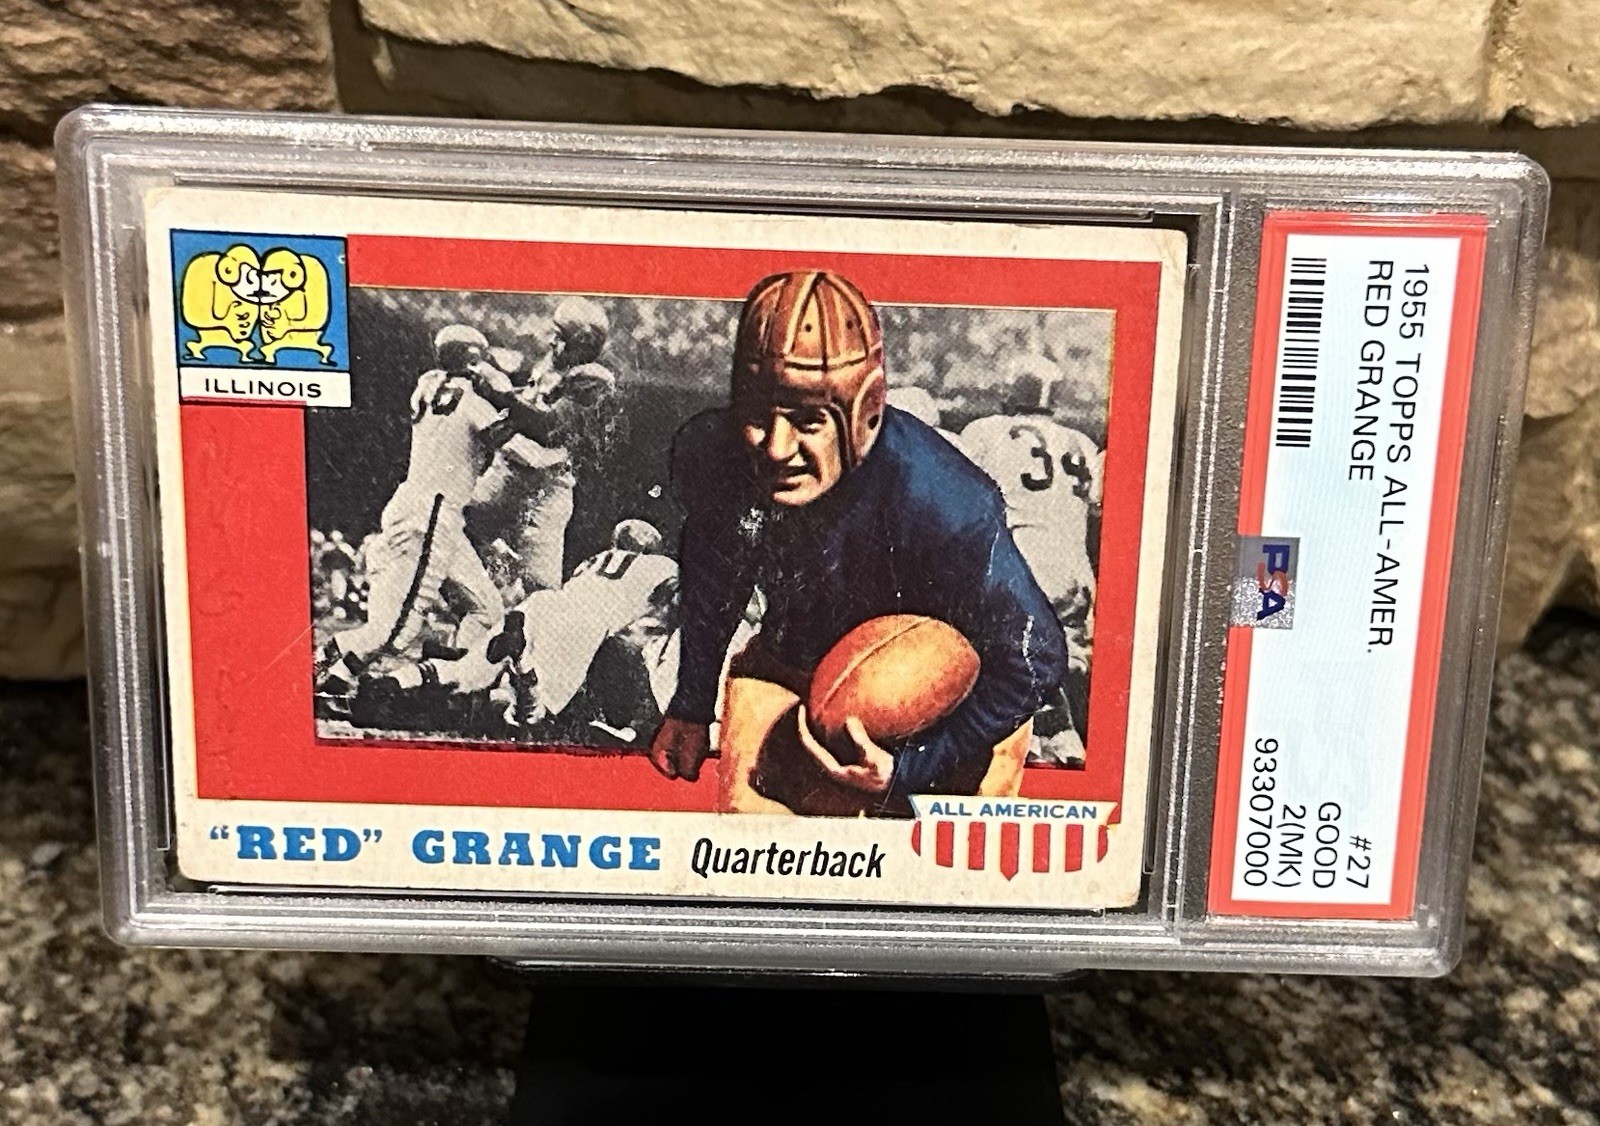 ILLINOIS
34
0
"RED" GRANGE Quarterback
ALL AMERICAN
1955 TOPPS ALL-AMER. #27
RED GRANGE GOOD
2(MK)
93307000
PSA